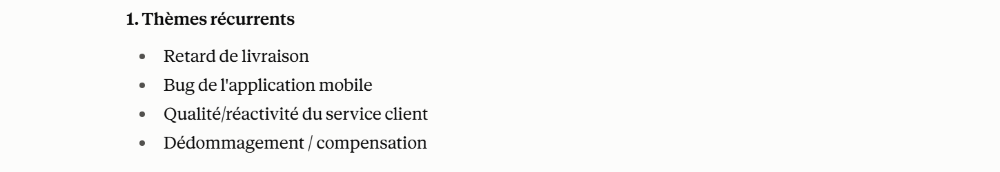 1. Thèmes récurrents
Retard de livraison
Bug de l'application mobile
Qualité/réactivité du service client
Dédommagement / compensation